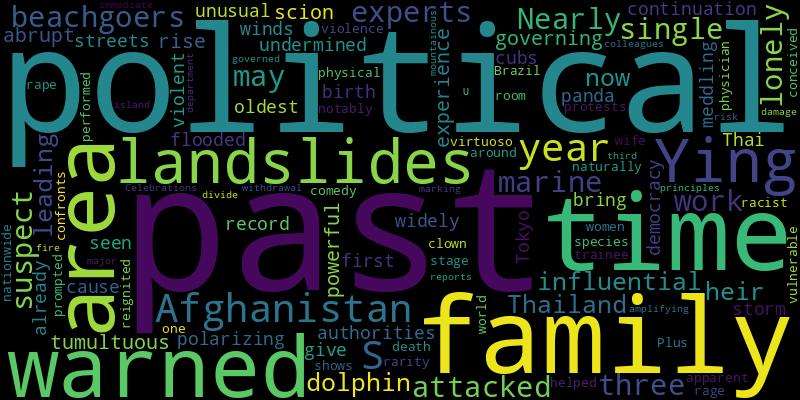 immediate
beachgoers
unusual
scion
experts
Nearly
continuation
abrupt
streets
rise
winds
violence
undermined
governing
single
colleagues
political
may
governed
department
physical
mountainous
cubs
Brazil
now
lonely
meddling
physician
conceived
performed
rape
violent
island
oldest
birth
notably
experience
U
room
panda
protests
risk
damage
flooded
virtuoso
wife
Thai
leading
area
landslides
around
year
third
naturally
Ying
suspect
confronts
Celebrations
withdrawal
divide
comedy
marking
marine
bring
democracy
principles
work
racist
past
time
record
widely
women
nationwide
already
seen
fire
major
powerful
first
clown
stage
reports
Tokyo
species
trainee
vulnerable
cause
prompted
reignited
influential
heir
Afghanistan
Thailand
amplifying
storm
one
authorities
world
family
tumultuous
polarizing
give
death
S
rarity
shows
Plus
warned
dolphin
attacked
helped
three
apparent
rage